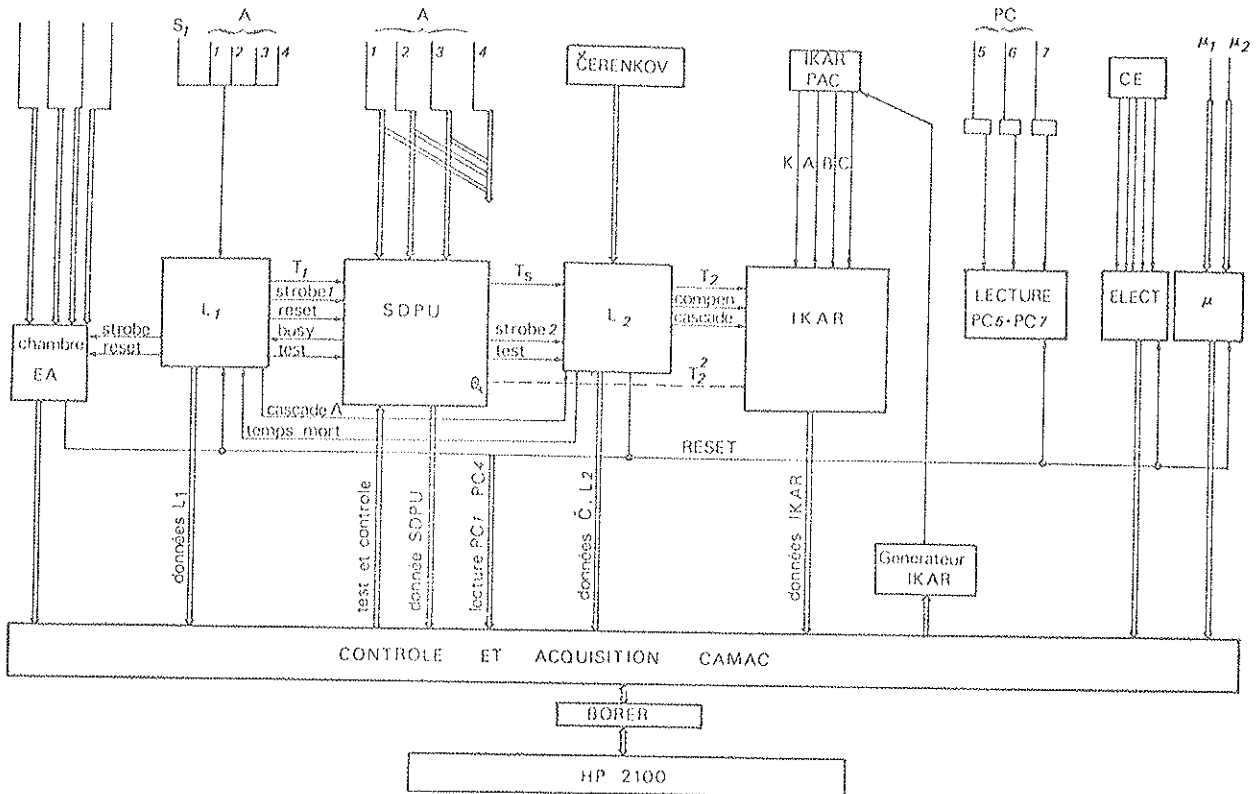 S1 A A PC
1 2 3 4
1 2 3 4
5 6 7
μ1 μ2
ČERENKOV
IKAR
PAC
CE
K A B C
L1
T1
strobe1
reset
busy
test
SDPU
Ts
strobe2
test
L2
T2
compen
cascade
IKAR
T2²
LECTURE
PC5-PC7
ELECT
μ
chambre
EA
strobe
reset
cascade A
temps mort
RESET
données L1
test et controle
donnée SDPU
lecture PC1 PC4
données Č, L2
données IKAR
Generateur
IKAR
CONTROLE ET ACQUISITION CAMAC
BORER
HP 2100